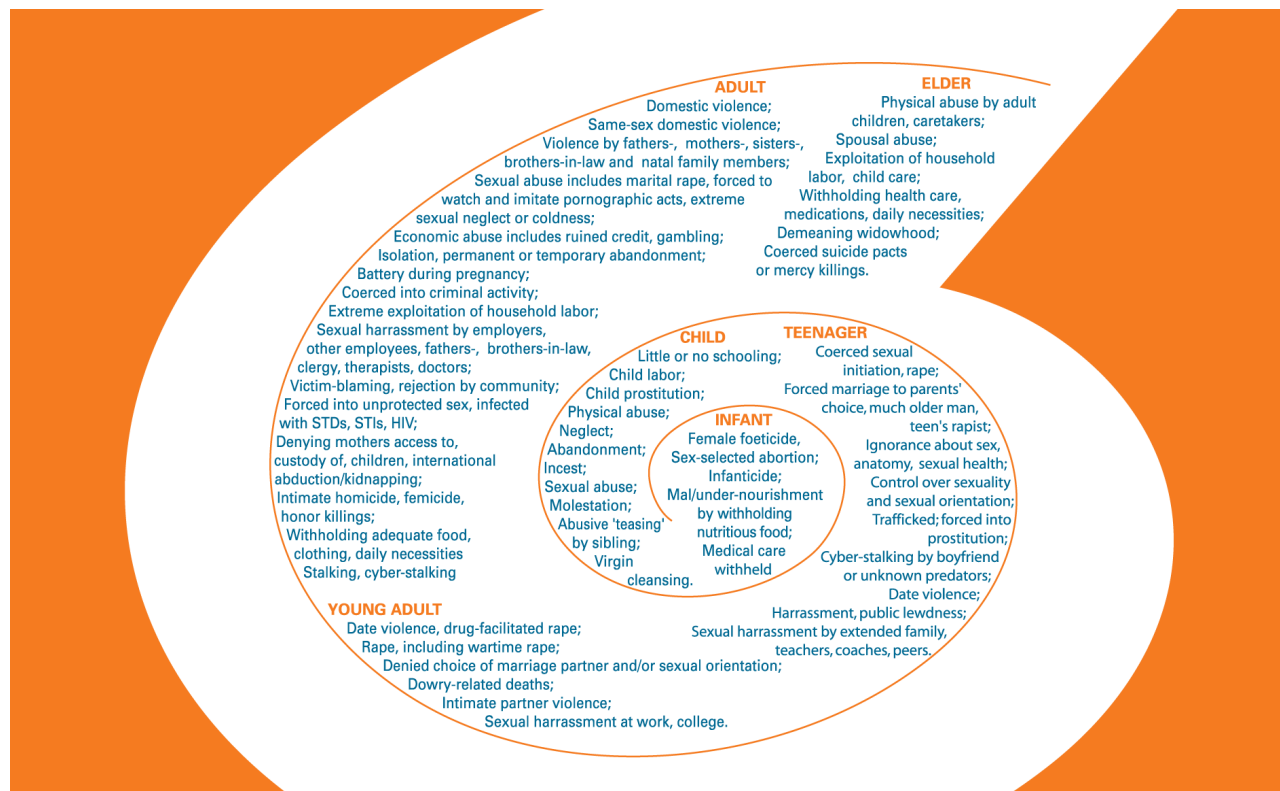 INFANT
Female foeticide,
Sex-selected abortion;
Infanticide;
Mal/under-nourishment
by withholding
nutritious food;
Medical care
withheld
CHILD
Little or no schooling;
Child labor;
Child prostitution;
Physical abuse;
Neglect;
Abandonment;
Incest;
Sexual abuse;
Molestation;
Abusive 'teasing'
by sibling;
Virgin
cleansing.
TEENAGER
Coerced sexual
initiation, rape;
Forced marriage to parents'
choice, much older man,
teen's rapist;
Ignorance about sex,
anatomy, sexual health;
Control over sexuality
and sexual orientation;
Trafficked; forced into
prostitution;
Cyber-stalking by boyfriend
or unknown predators;
Date violence;
Harrassment, public lewdness;
Sexual harrassment by extended family,
teachers, coaches, peers.
YOUNG ADULT
Date violence, drug-facilitated rape;
Rape, including wartime rape;
Denied choice of marriage partner and/or sexual orientation;
Dowry-related deaths;
Intimate partner violence;
Sexual harrassment at work, college.
ADULT
Domestic violence;
Same-sex domestic violence;
Violence by fathers-, mothers-, sisters-,
brothers-in-law and natal family members;
Sexual abuse includes marital rape, forced to
watch and imitate pornographic acts, extreme
sexual neglect or coldness;
Economic abuse includes ruined credit, gambling;
Isolation, permanent or temporary abandonment;
Battery during pregnancy;
Coerced into criminal activity;
Extreme exploitation of household labor;
Sexual harrassment by employers,
other employees, fathers-, brothers-in-law,
clergy, therapists, doctors;
Victim-blaming, rejection by community;
Forced into unprotected sex, infected
with STDs, STIs, HIV;
Denying mothers access to,
custody of, children, international
abduction/kidnapping;
Intimate homicide, femicide,
honor killings;
Withholding adequate food,
clothing, daily necessities
Stalking, cyber-stalking
ELDER
Physical abuse by adult
children, caretakers;
Spousal abuse;
Exploitation of household
labor, child care;
Withholding health care,
medications, daily necessities;
Demeaning widowhood;
Coerced suicide pacts
or mercy killings.